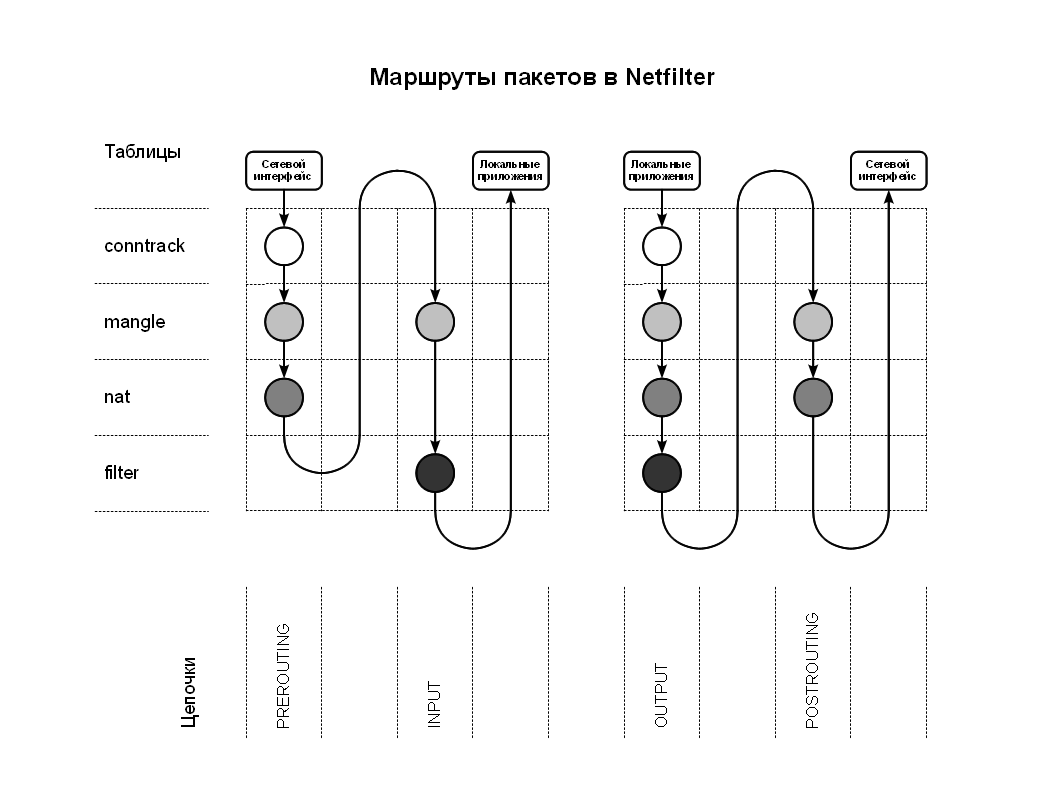 Маршруты пакетов в Netfilter
Таблицы
Сетевой
интерфейс
Локальные
приложения
Локальные
приложения
Сетевой
интерфейс
conntrack
mangle
nat
filter
Цепочки
PREROUTING
INPUT
OUTPUT
POSTROUTING